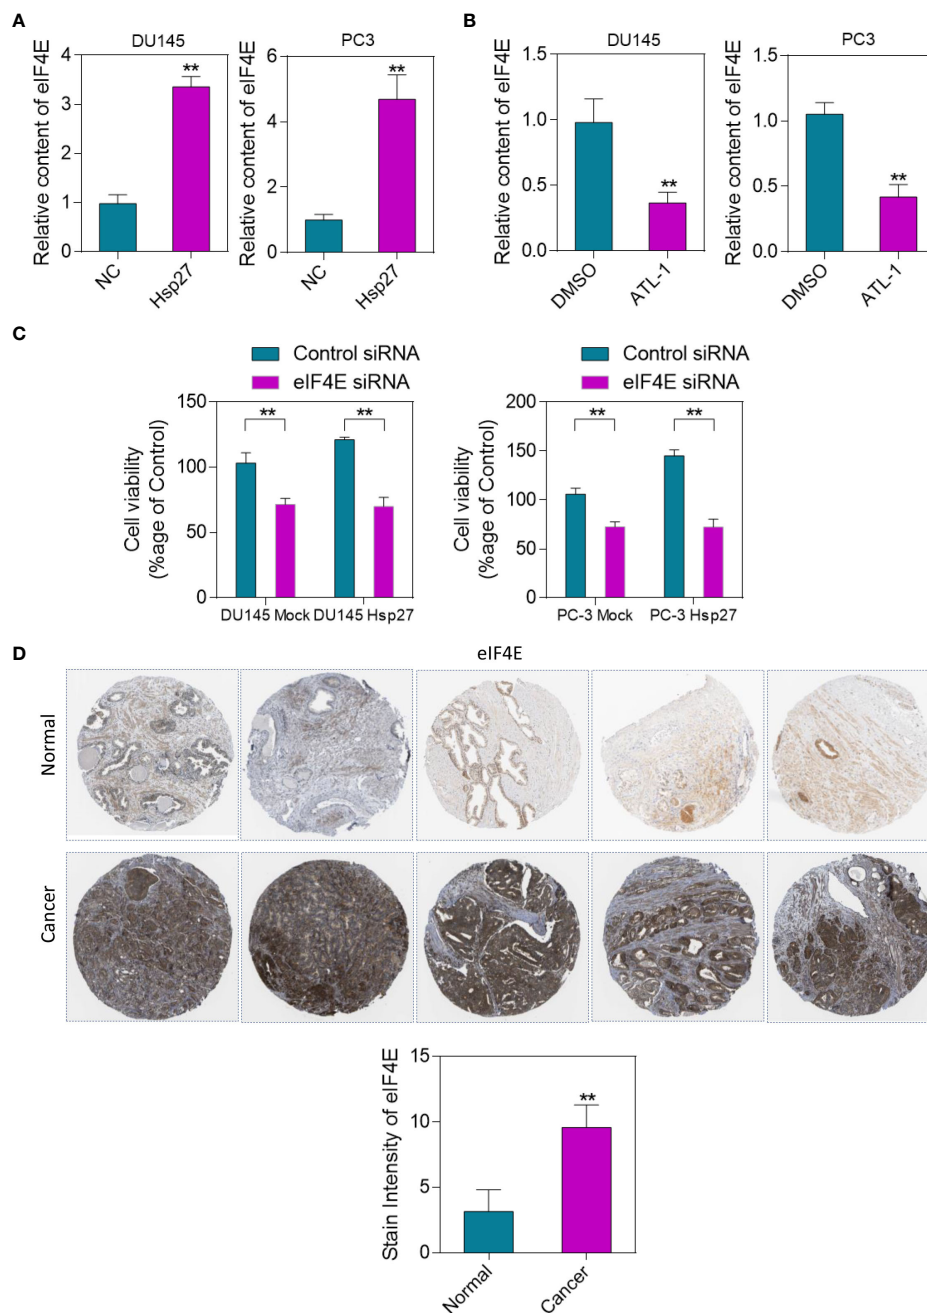 A
DU145
Relative content of eIF4E
4
3
2
1
0
**
NC
Hsp27
PC3
Relative content of eIF4E
6
4
2
0
**
NC
Hsp27
B
DU145
Relative content of eIF4E
1.5
1.0
0.5
0.0
**
DMSO
ATL-1
PC3
Relative content of eIF4E
1.5
1.0
0.5
0.0
**
DMSO
ATL-1
C
Control siRNA
eIF4E siRNA
Cell viability
(%age of Control)
150
100
50
0
**
**
DU145 Mock
DU145 Hsp27
Control siRNA
eIF4E siRNA
Cell viability
(%age of Control)
200
150
100
50
0
**
**
PC-3 Mock
PC-3 Hsp27
D
eIF4E
Normal
Cancer
Stain Intensity of eIF4E
15
10
5
0
**
Normal
Cancer